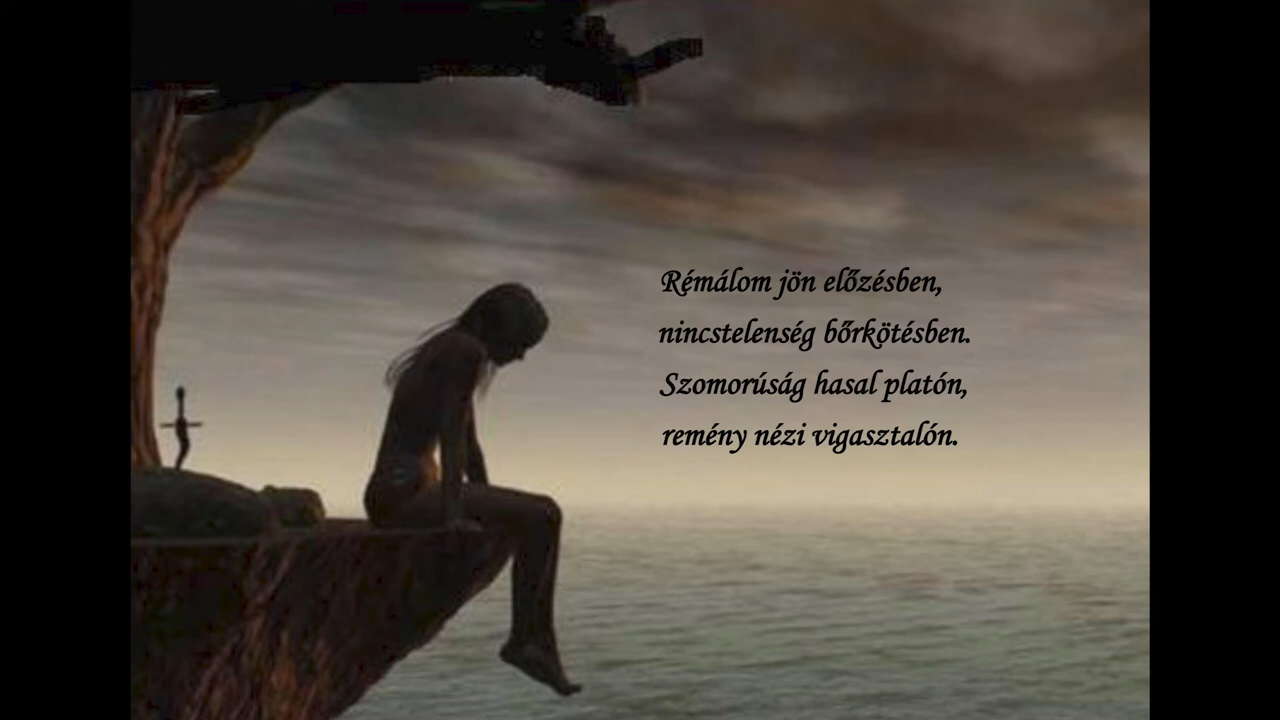 Rémálom jön előzésben,
nincstelenség bőrkötésben.
Szomorúság hasal platón,
remény nézi vigasztalón.